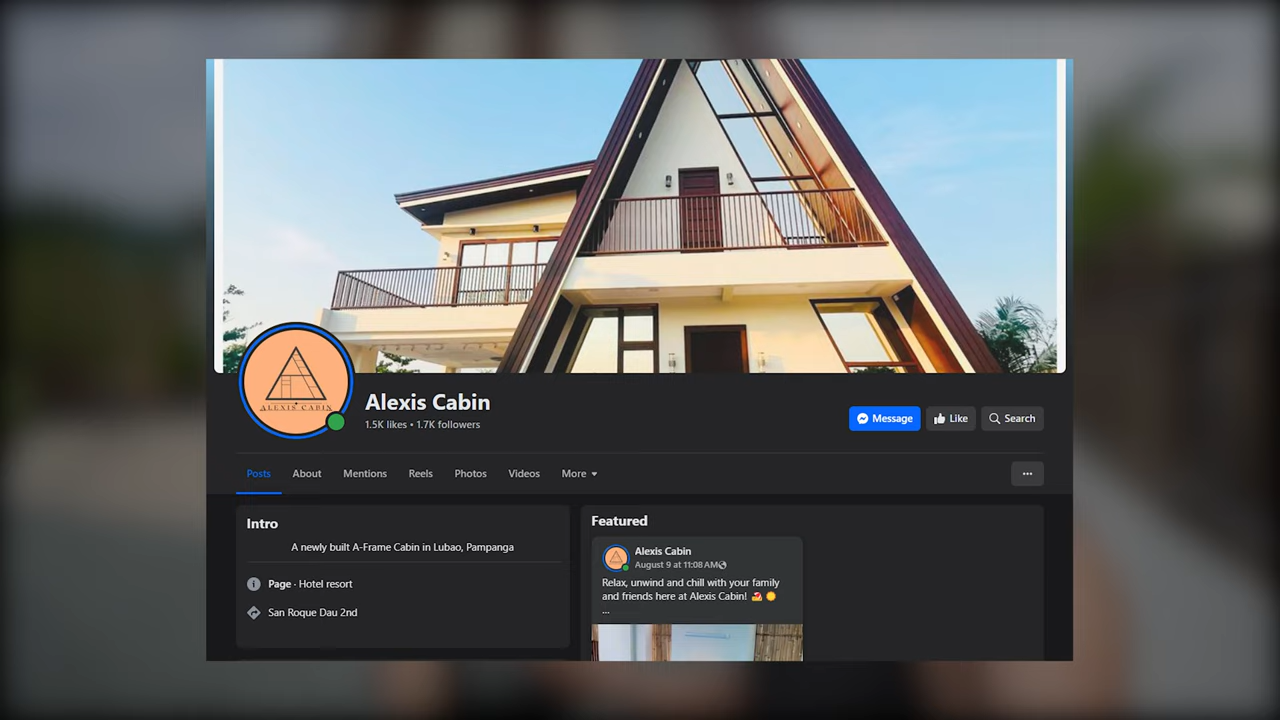 ALEXIS CABIN
Alexis Cabin
1.5K likes • 1.7K followers
Message
Like
Search
Posts
About
Mentions
Reels
Photos
Videos
More
Intro
A newly built A-Frame Cabin in Lubao, Pampanga
Page · Hotel resort
San Roque Dau 2nd
Featured
Alexis Cabin
August 9 at 11:08 AM
Relax, unwind and chill with your family
and friends here at Alexis Cabin! 🏖️ ☀️
...